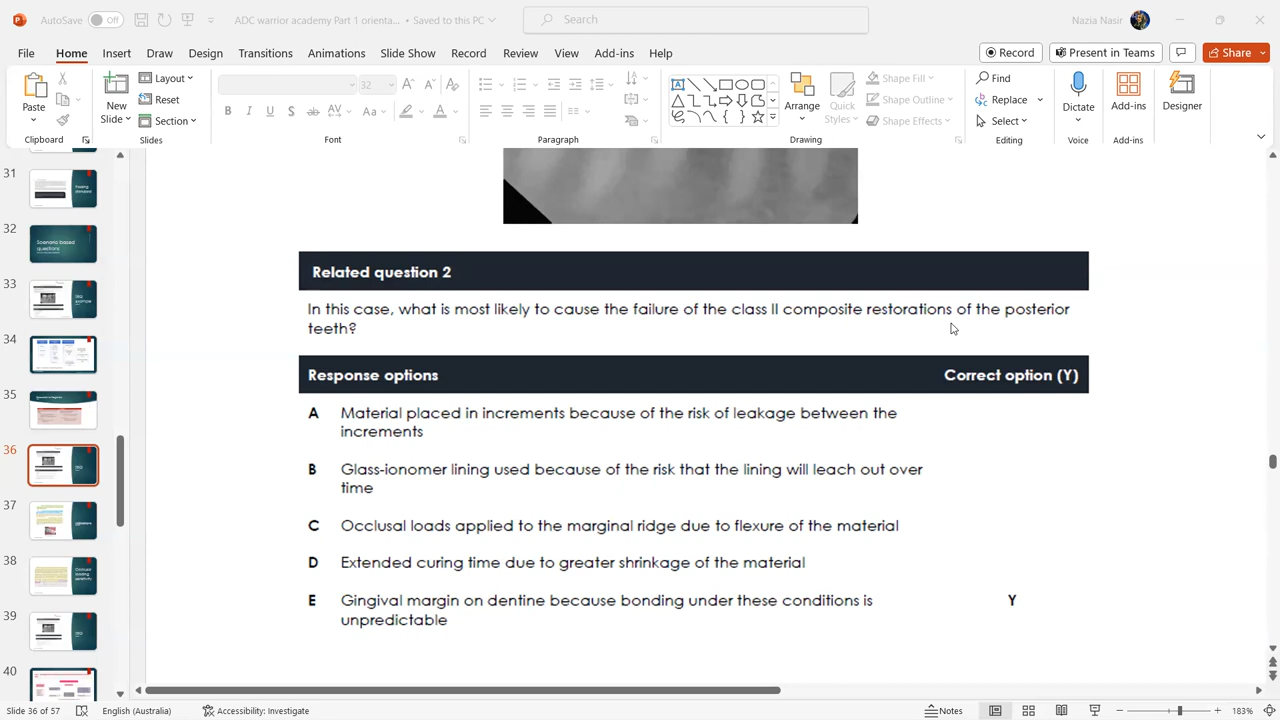 AutoSave Off ADC warrior academy Part 1 orienta... • Saved to this PC Search Nazia Nasir
File Home Insert Draw Design Transitions Animations Slide Show Record Review View Add-ins Help Record Present in Teams Share
Paste
New
Slide
Layout
Reset
Section
32
Arrange
Quick
Styles
Shape Fill
Shape Outline
Shape Effects
Find
Replace
Select
Dictate
Add-ins
Designer
Clipboard Slides Font Paragraph Drawing Editing Voice Add-ins
31
32
Scenario based
questions
33
34
35
36
37
38
39
40
Related question 2
In this case, what is most likely to cause the failure of the class II composite restorations of the posterior
teeth?
Response options Correct option (Y)
A Material placed in increments because of the risk of leakage between the
increments
B Glass-ionomer lining used because of the risk that the lining will leach out over
time
C Occlusal loads applied to the marginal ridge due to flexure of the material
D Extended curing time due to greater shrinkage of the material
E Gingival margin on dentine because bonding under these conditions is Y
unpredictable
Slide 36 of 57 English (Australia) Accessibility: Investigate Notes 183%